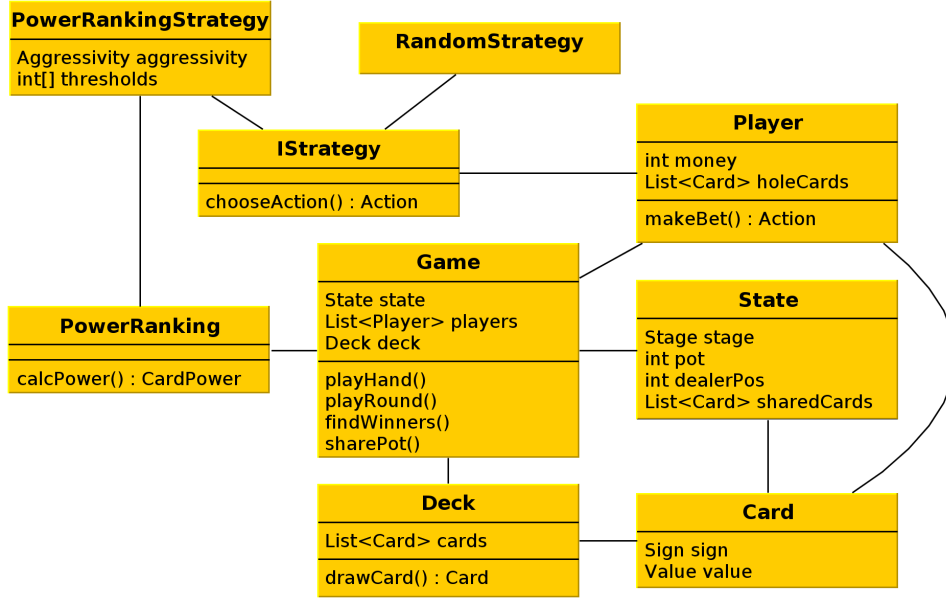 PowerRankingStrategy
Aggressivity aggressivity
int[] thresholds
RandomStrategy
IStrategy
chooseAction() : Action
Player
int money
List<Card> holeCards
makeBet() : Action
Game
State state
List<Player> players
Deck deck
playHand()
playRound()
findWinners()
sharePot()
State
Stage stage
int pot
int dealerPos
List<Card> sharedCards
PowerRanking
calcPower() : CardPower
Deck
List<Card> cards
drawCard() : Card
Card
Sign sign
Value value